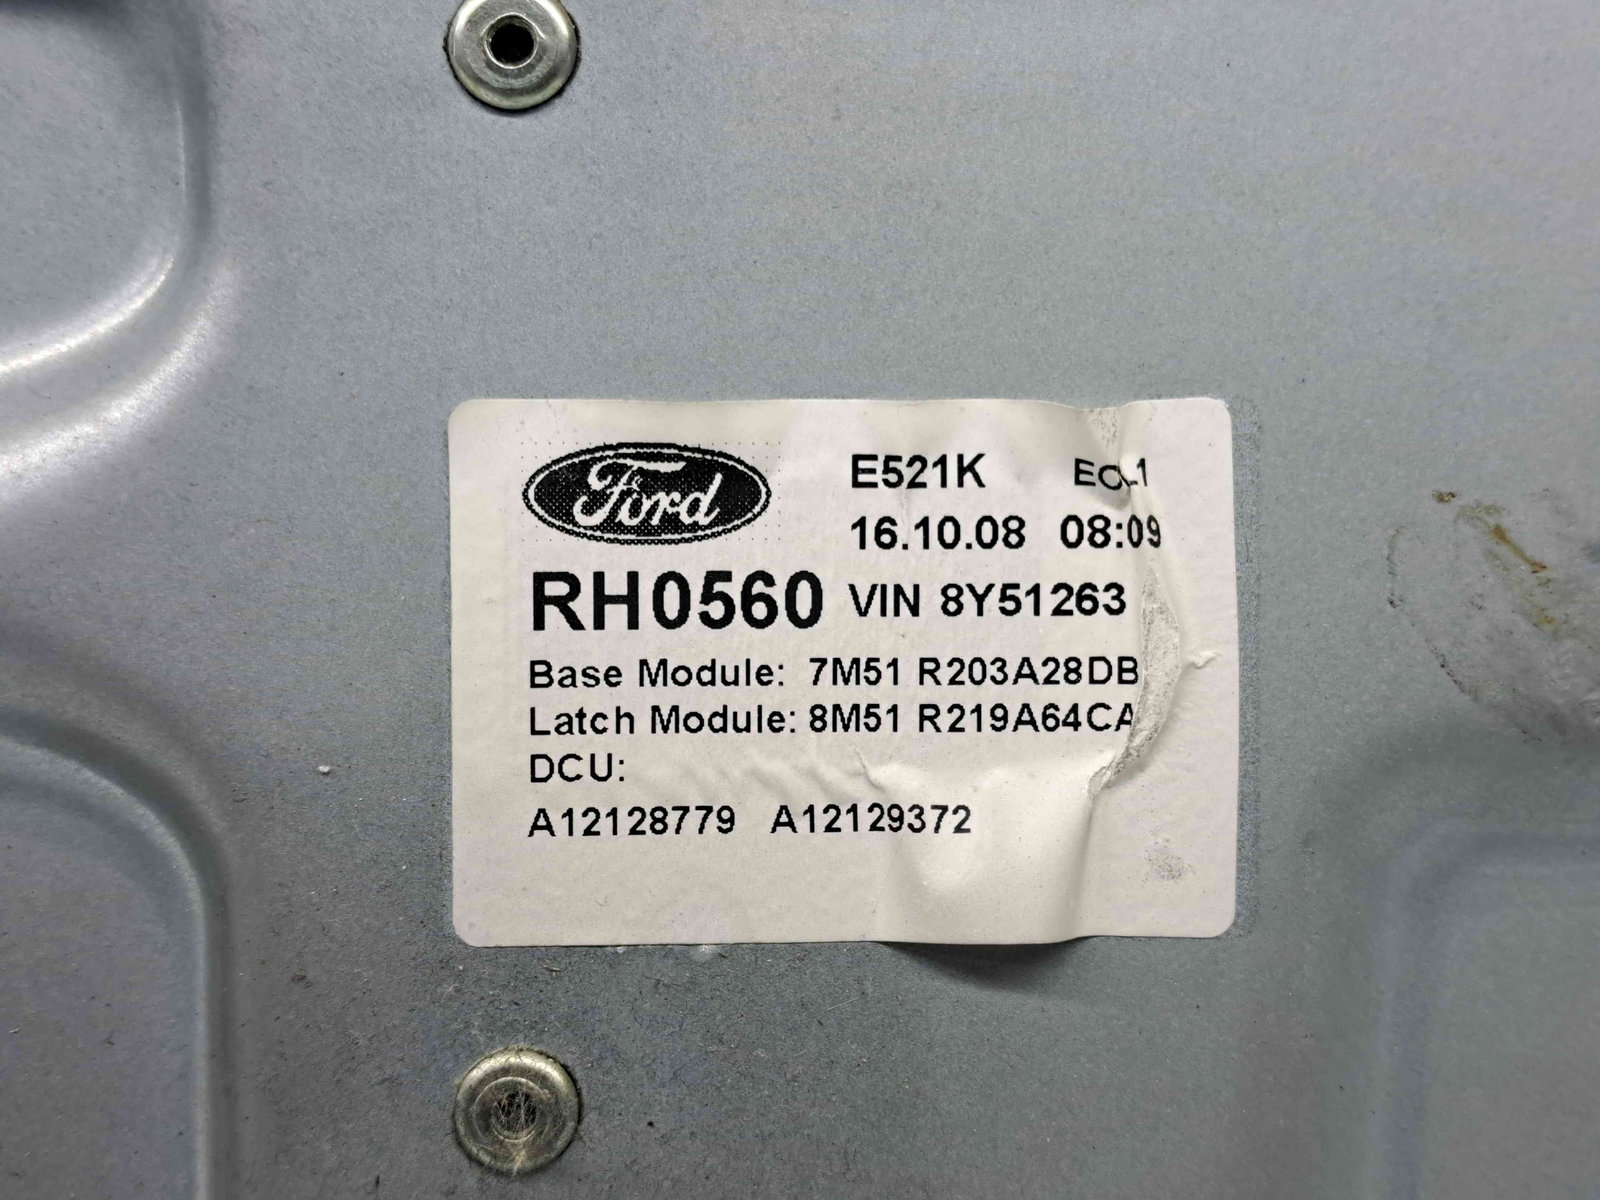 Ford E521K
16.10.08 08:09
RH0560 VIN 8Y51263
Base Module: 7M51 R203A28DB
Latch Module: 8M51 R219A64CA
DCU:
A12128779 A12129372